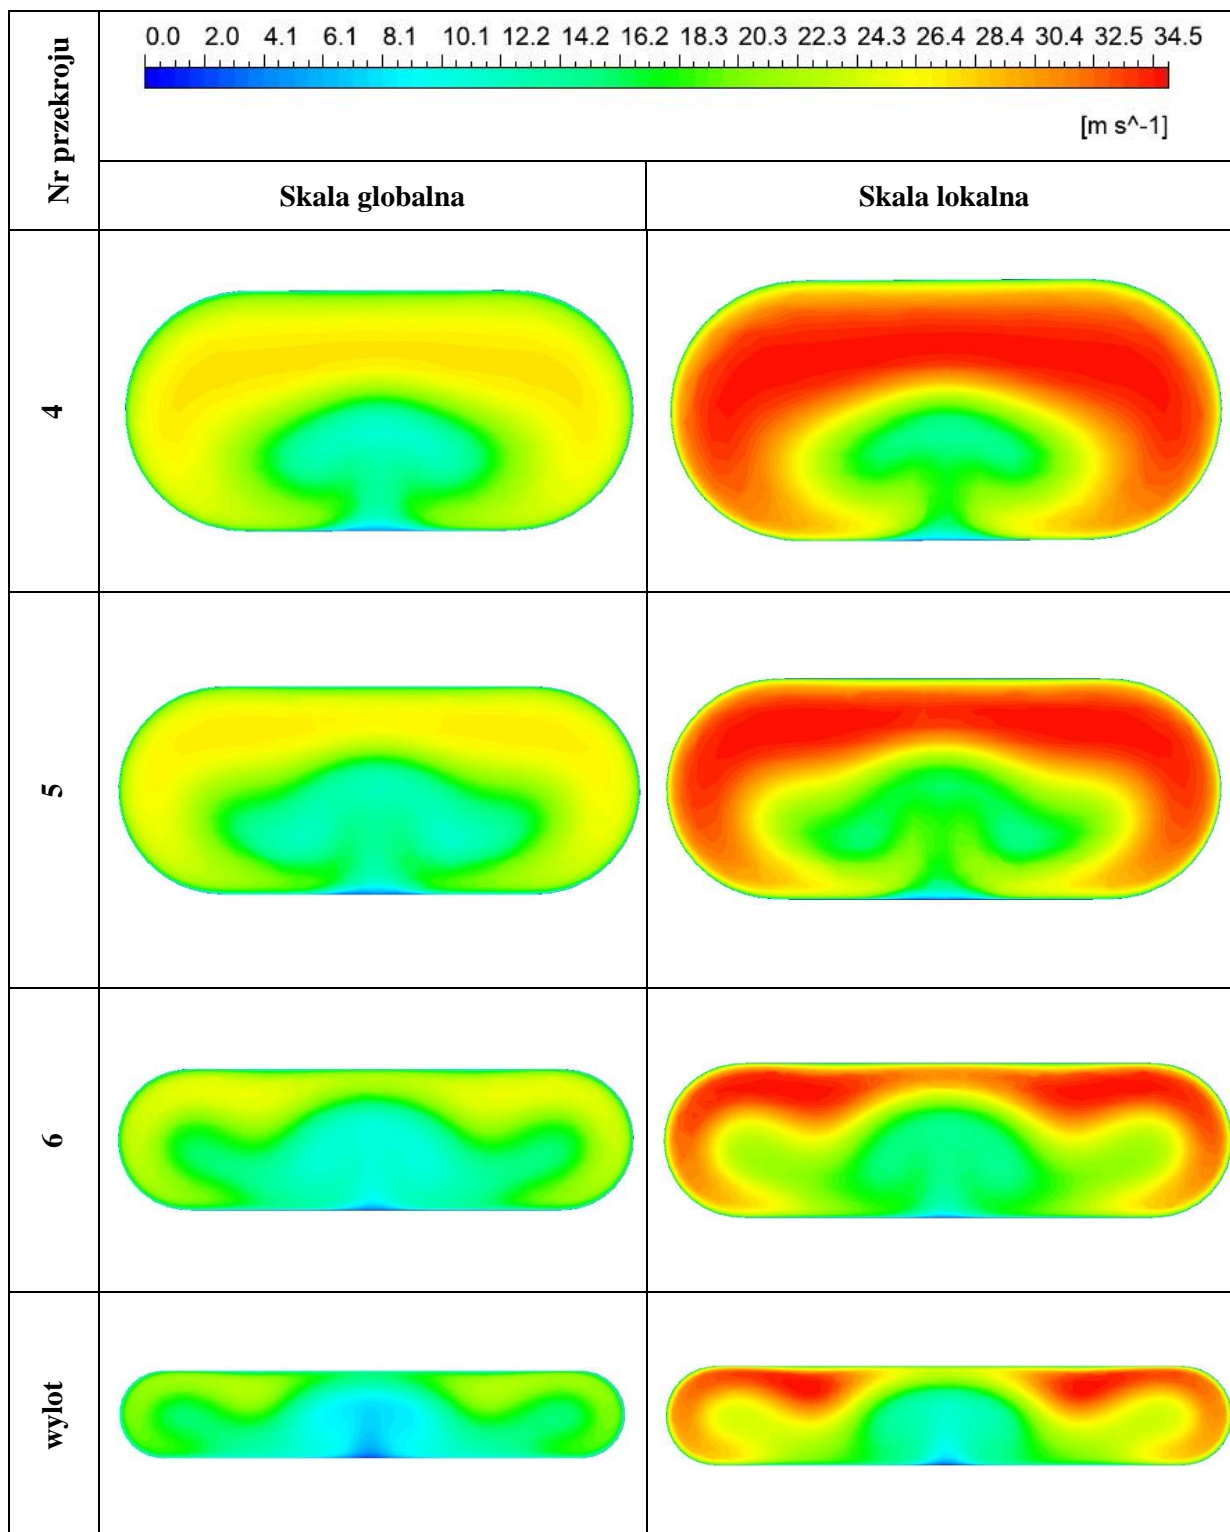 Nr przekroju
0.0 2.0 4.1 6.1 8.1 10.1 12.2 14.2 16.2 18.3 20.3 22.3 24.3 26.4 28.4 30.4 32.5 34.5
[m s^-1]
Skala globalna Skala lokalna
4
5
6
wylot